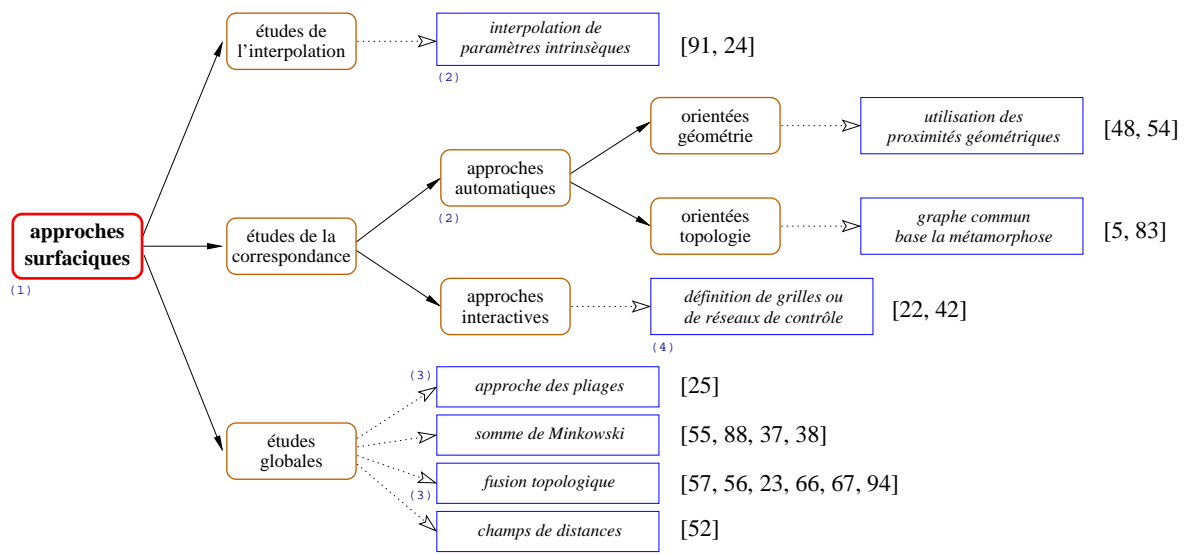 études de
l'interpolation
interpolation de
paramètres intrinsèques
[91, 24]
(2)
orientées
géométrie
utilisation des
proximités géométriques
[48, 54]
approches
automatiques
(2)
orientées
topologie
graphe commun
base la métamorphose
[5, 83]
approches
surfaciques
(1)
études de la
correspondance
approches
interactives
définition de grilles ou
de réseaux de contrôle
[22, 42]
(4)
études
globales
(3)
approche des pliages
[25]
somme de Minkowski
[55, 88, 37, 38]
fusion topologique
[57, 56, 23, 66, 67, 94]
(3)
champs de distances
[52]